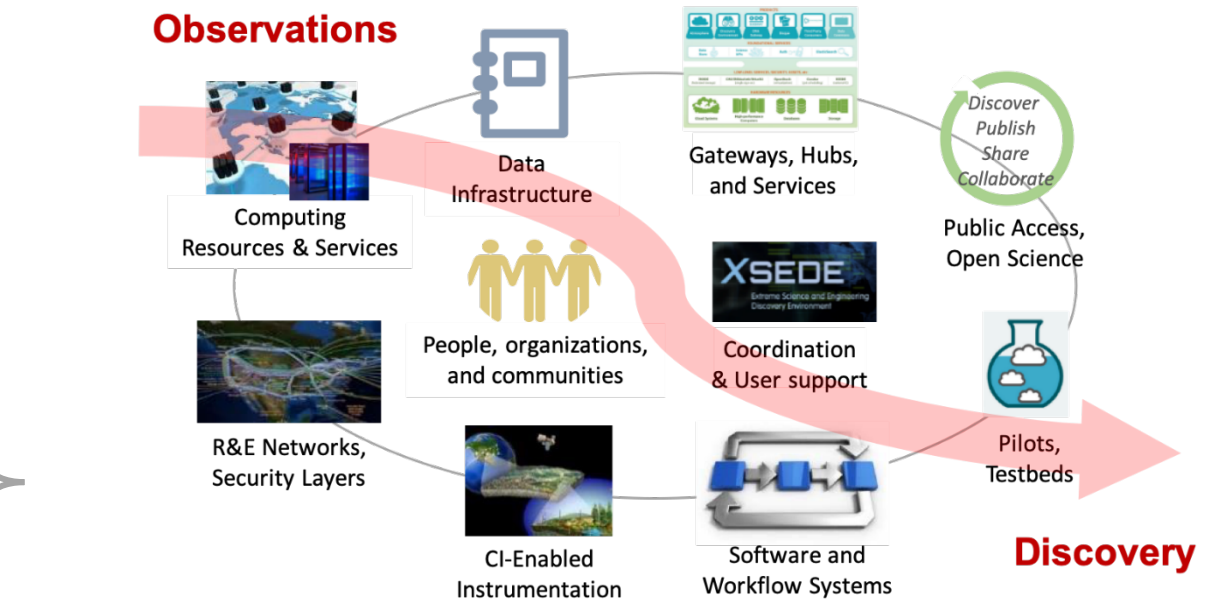 Observations
PRODUCTS
Data
Infrastructure
Gateways, Hubs,
and Services
Discover
Publish
Share
Collaborate
Public Access,
Open Science
Computing
Resources & Services
People, organizations,
and communities
XSEDE
Extreme Science and Engineering
Discovery Environment
Coordination
& User support
R&E Networks,
Security Layers
Pilots,
Testbeds
CI-Enabled
Instrumentation
Software and
Workflow Systems
Discovery